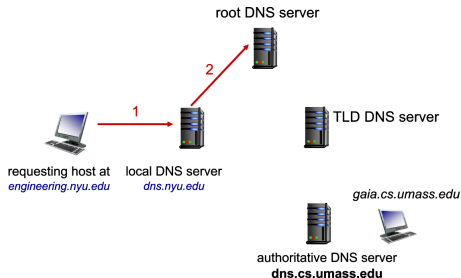 root DNS server
2
1
TLD DNS server
requesting host at
engineering.nyu.edu
local DNS server
dns.nyu.edu
gaia.cs.umass.edu
authoritative DNS server
dns.cs.umass.edu